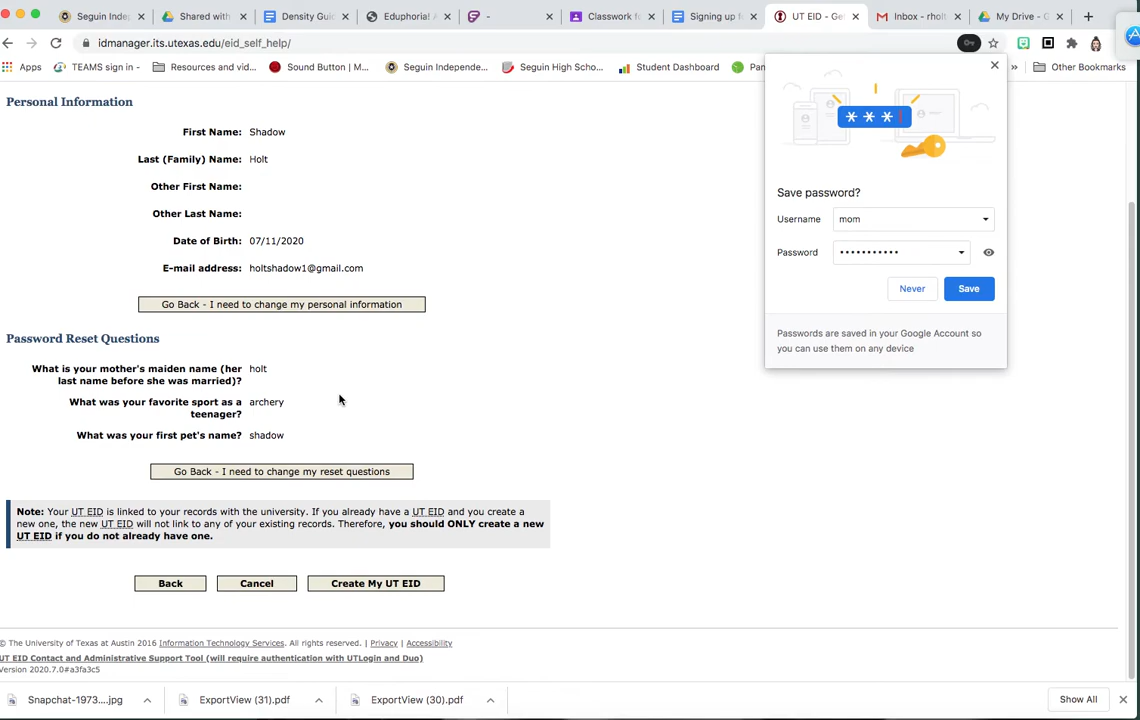 Seguin Indep
Shared with
Density Gui
Eduphoria! A
-
Classwork f
Signing up f
UT EID - Ge
Inbox - rholt
My Drive - G
idmanager.its.utexas.edu/eid_self_help/
Apps
TEAMS sign in -
Resources and vid...
Sound Button | M...
Seguin Independe...
Seguin High Scho...
Student Dashboard
Pan
»
Other Bookmarks
Personal Information
First Name: Shadow
Last (Family) Name: Holt
Other First Name:
Other Last Name:
Date of Birth: 07/11/2020
E-mail address: holtshadow1@gmail.com
Go Back - I need to change my personal information
Password Reset Questions
What is your mother's maiden name (her holt
last name before she was married)?
What was your favorite sport as a archery
teenager?
What was your first pet's name? shadow
Go Back - I need to change my reset questions
Note: Your UT EID is linked to your records with the university. If you already have a UT EID and you create a
new one, the new UT EID will not link to any of your existing records. Therefore, you should ONLY create a new
UT EID if you do not already have one.
Back
Cancel
Create My UT EID
© The University of Texas at Austin 2016 Information Technology Services. All rights reserved. | Privacy | Accessibility
UT EID Contact and Administrative Support Tool (will require authentication with UTLogin and Duo)
Version 2020.7.0#a3fa3c5
Save password?
Username mom
Password •••••••••••
Never
Save
Passwords are saved in your Google Account so
you can use them on any device
Snapchat-1973....jpg
ExportView (31).pdf
ExportView (30).pdf
Show All